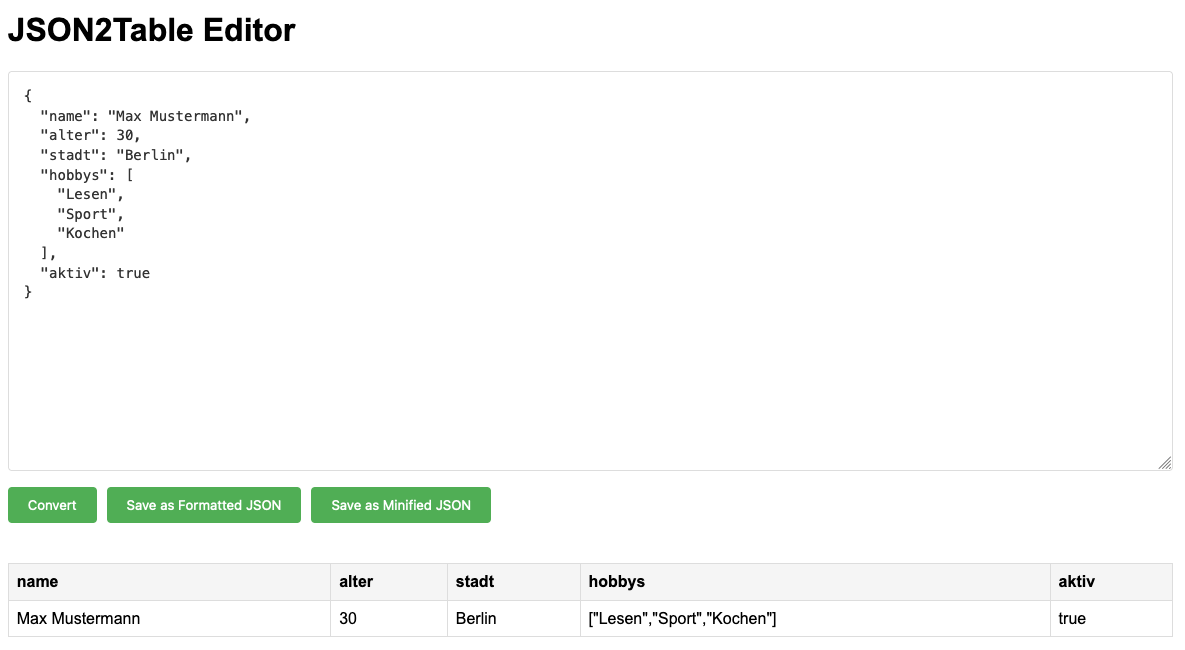 JSON2Table Editor
{
  "name": "Max Mustermann",
  "alter": 30,
  "stadt": "Berlin",
  "hobbys": [
    "Lesen",
    "Sport",
    "Kochen"
  ],
  "aktiv": true
}
Convert Save as Formatted JSON Save as Minified JSON
name alter stadt hobbys aktiv
Max Mustermann 30 Berlin ["Lesen","Sport","Kochen"] true